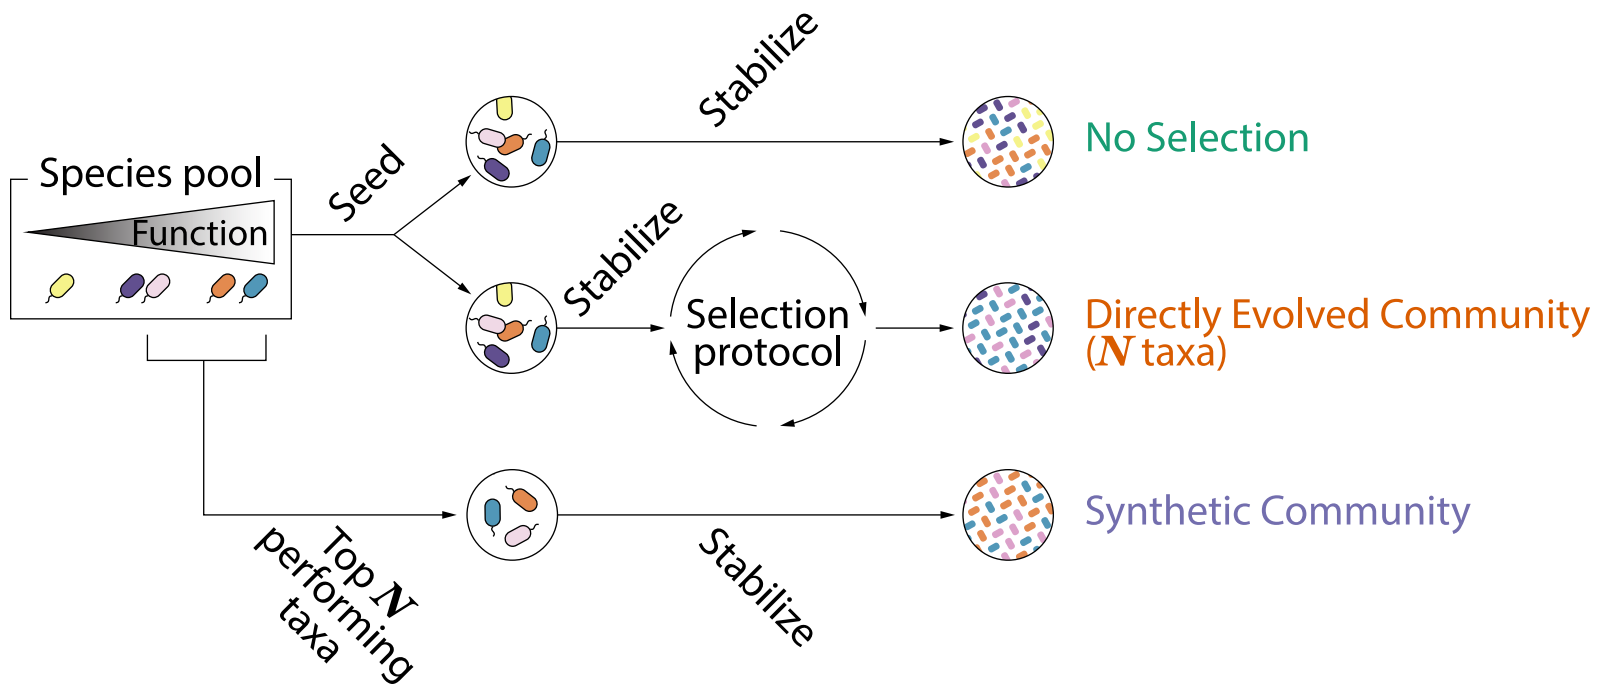 Species pool
Function
Seed
Stabilize
No Selection
Stabilize
Selection
protocol
Directly Evolved Community
(N taxa)
Top N
performing
taxa
Stabilize
Synthetic Community